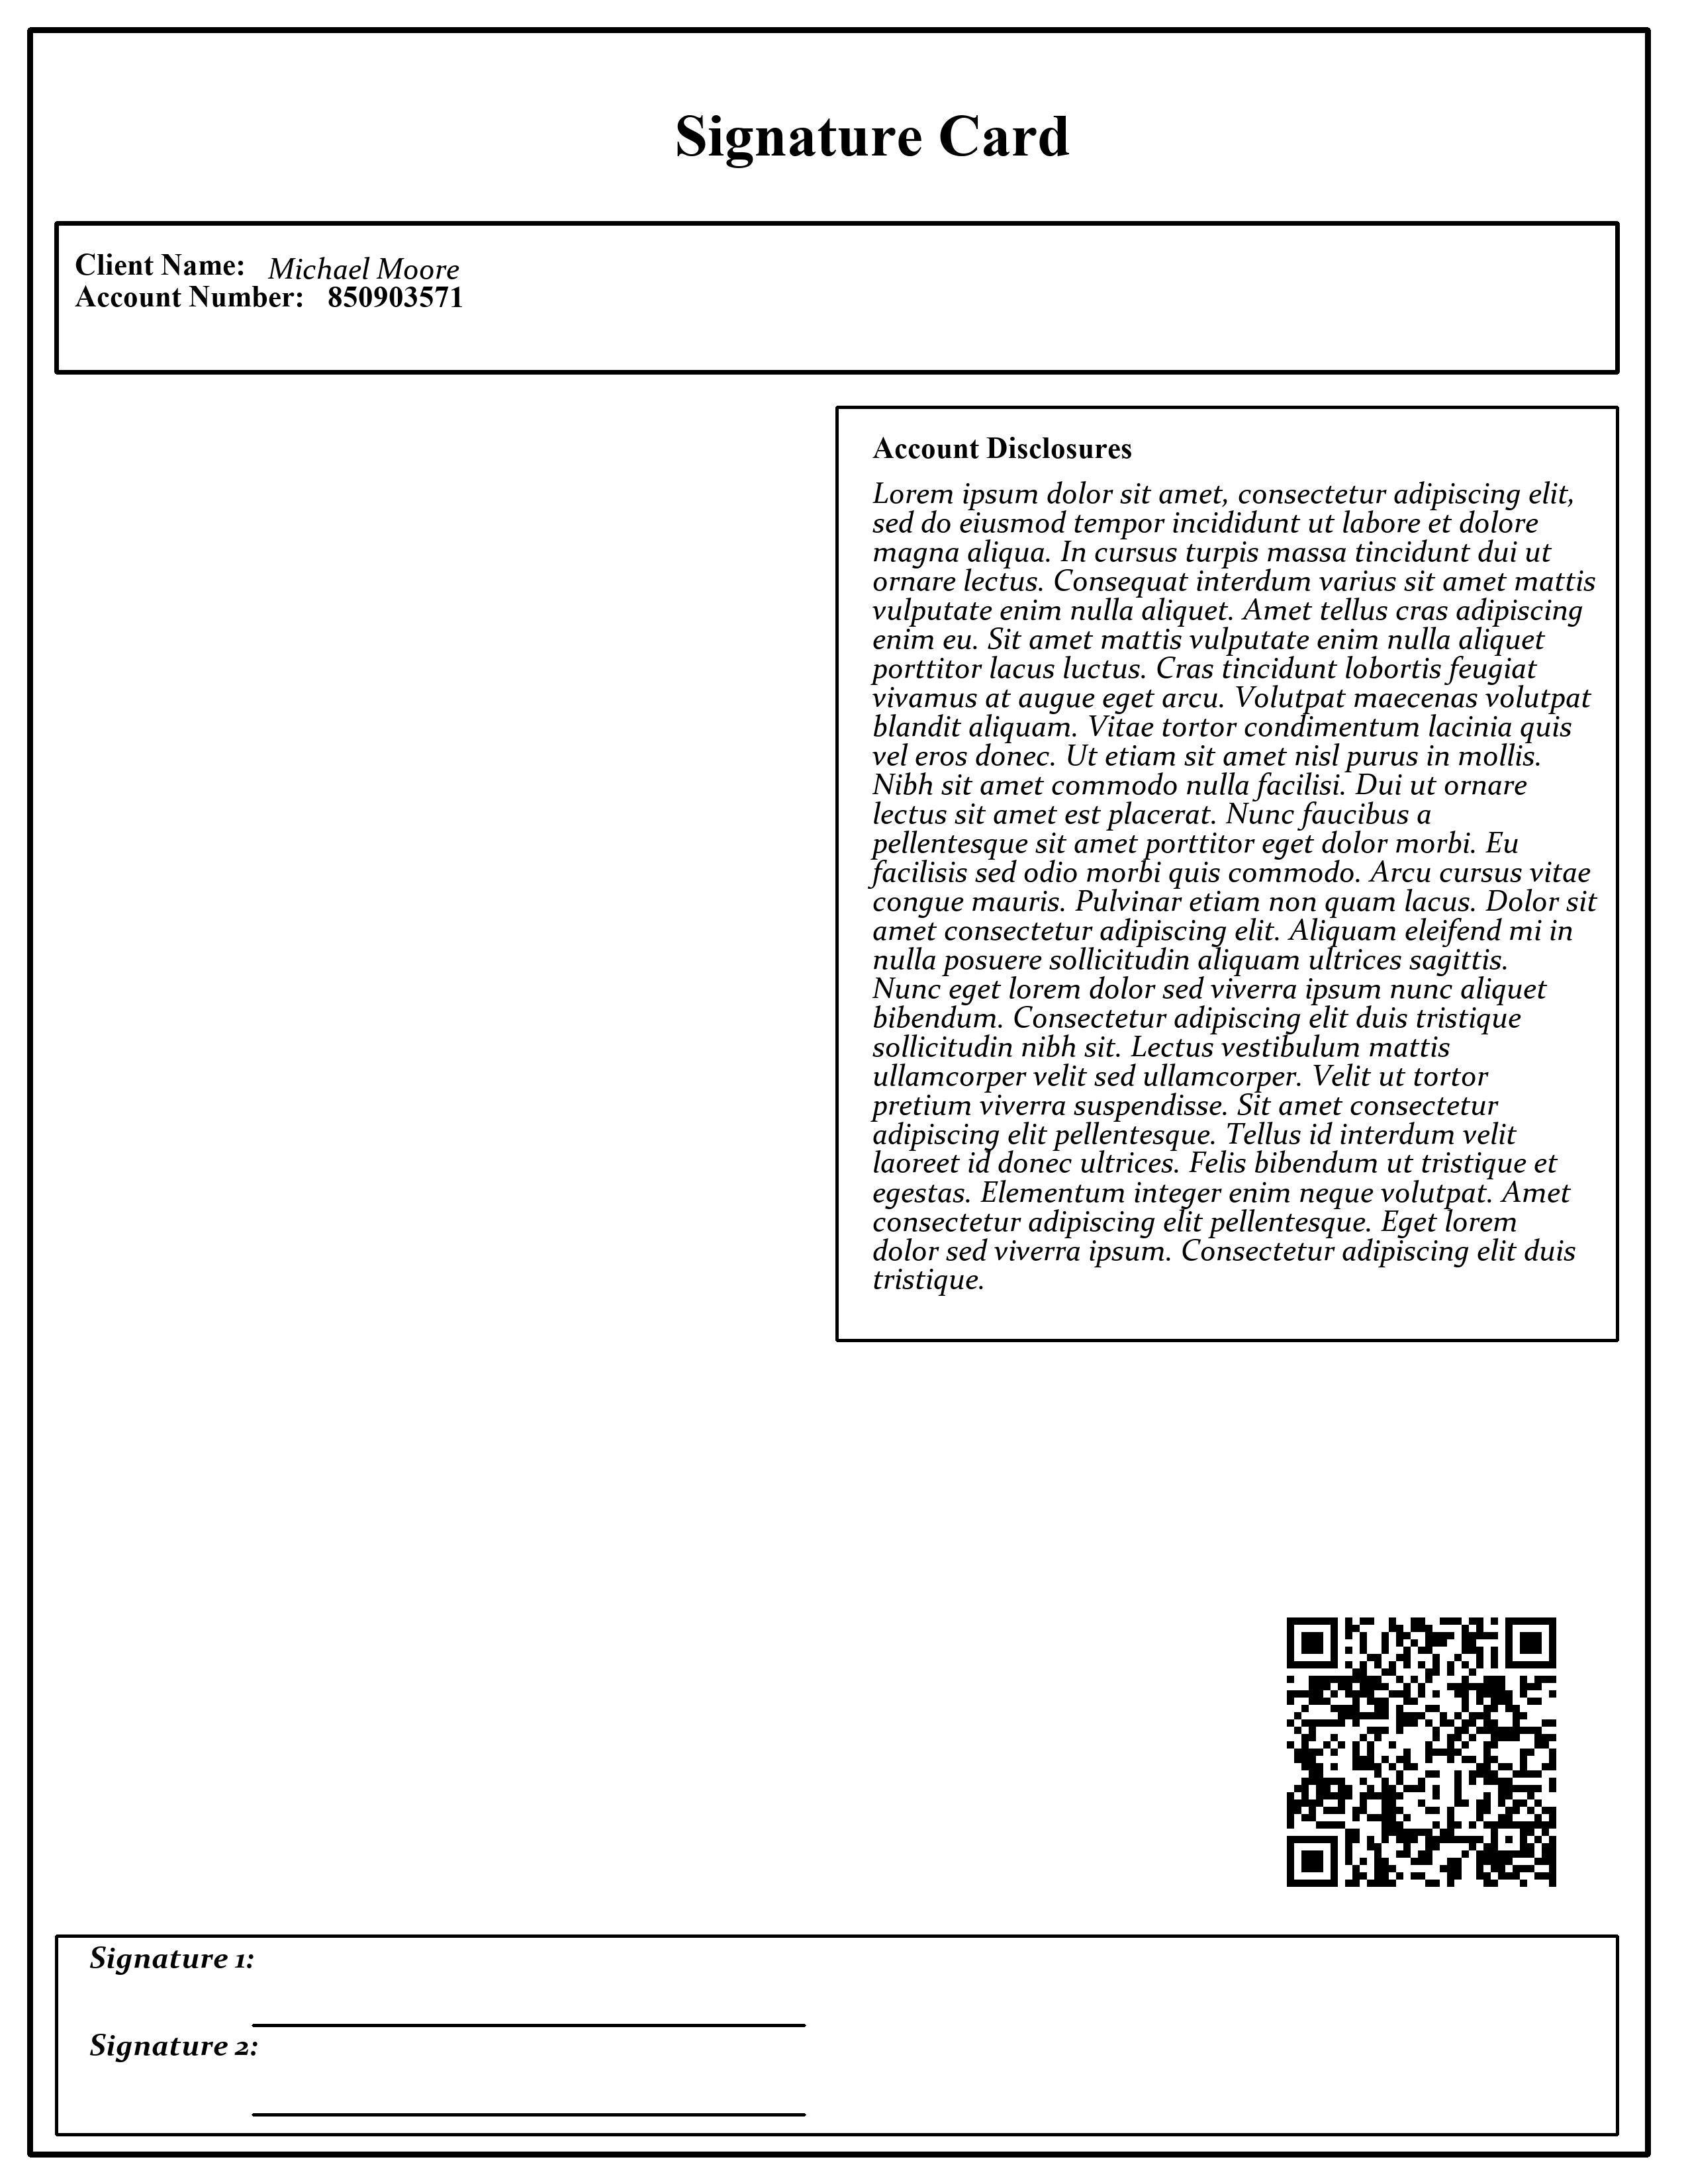 Signature Card
Client Name: Michael Moore
Account Number: 850903571
Account Disclosures
Lorem ipsum dolor sit amet, consectetur adipiscing elit,
sed do eiusmod tempor incididunt ut labore et dolore
magna aliqua. In cursus turpis massa tincidunt dui ut
ornare lectus. Consequat interdum varius sit amet mattis
vulputate enim nulla aliquet. Amet tellus cras adipiscing
enim eu. Sit amet mattis vulputate enim nulla aliquet
porttitor lacus luctus. Cras tincidunt lobortis feugiat
vivamus at augue eget arcu. Volutpat maecenas volutpat
blandit aliquam. Vitae tortor condimentum lacinia quis
vel eros donec. Ut etiam sit amet nisl purus in mollis.
Nibh sit amet commodo nulla facilisi. Dui ut ornare
lectus sit amet est placerat. Nunc faucibus a
pellentesque sit amet porttitor eget dolor morbi. Eu
facilisis sed odio morbi quis commodo. Arcu cursus vitae
congue mauris. Pulvinar etiam non quam lacus. Dolor sit
amet consectetur adipiscing elit. Aliquam eleifend mi in
nulla posuere sollicitudin aliquam ultrices sagittis.
Nunc eget lorem dolor sed viverra ipsum nunc aliquet
bibendum. Consectetur adipiscing elit duis tristique
sollicitudin nibh sit. Lectus vestibulum mattis
ullamcorper velit sed ullamcorper. Velit ut tortor
pretium viverra suspendisse. Sit amet consectetur
adipiscing elit pellentesque. Tellus id interdum velit
laoreet id donec ultrices. Felis bibendum ut tristique et
egestas. Elementum integer enim neque volutpat. Amet
consectetur adipiscing elit pellentesque. Eget lorem
dolor sed viverra ipsum. Consectetur adipiscing elit duis
tristique.
Signature 1:
Signature 2: